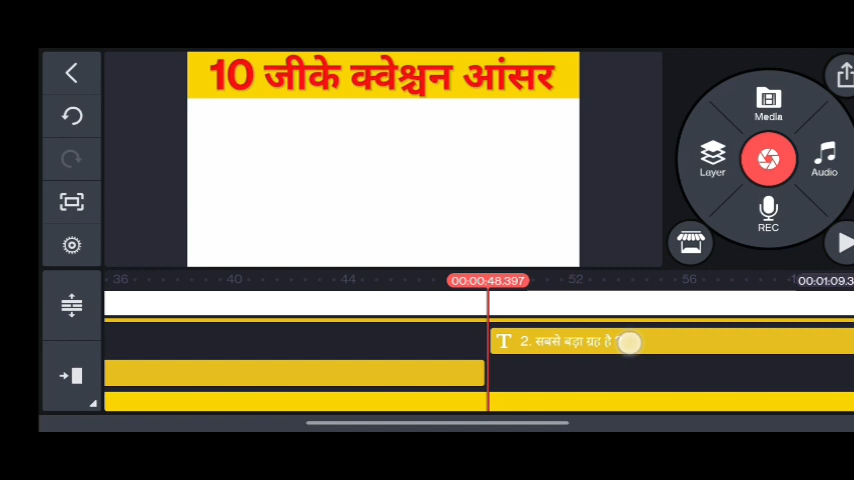 10 जीके क्वेश्चन आंसर
Media
Layer
Audio
REC
36
40
44
00:00:48.397
52
56
00:01:09.3
T 2. सबसे बड़ा ग्रह है ?